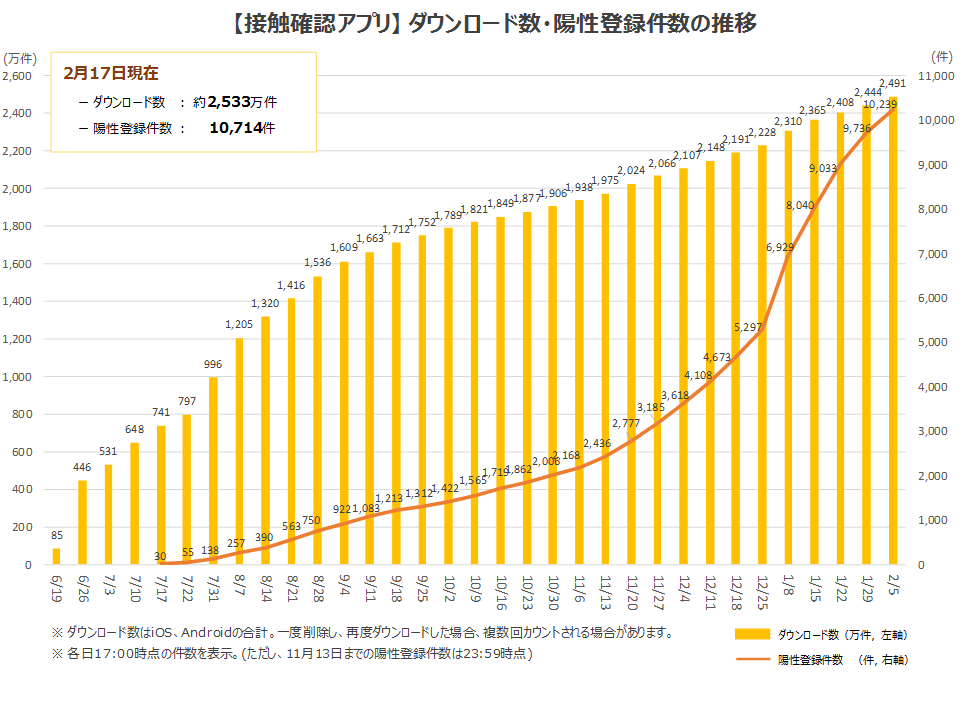 【接触確認アプリ】ダウンロード数・陽性登録件数の推移
(万件)
(件)
2月17日現在
－ ダウンロード数 ： 約2,533万件
－ 陽性登録件数 ： 10,714件
2,600
2,400
2,200
2,000
1,800
1,600
1,400
1,200
1,000
800
600
400
200
0
11,000
10,000
9,000
8,000
7,000
6,000
5,000
4,000
3,000
2,000
1,000
0
85 446 531 648 741 797 996 1,205 1,320 1,416 1,536 1,609 1,663 1,712 1,752 1,789 1,821 1,849 1,877 1,906 1,938 1,975 2,024 2,066 2,107 2,148 2,191 2,228 2,310 2,365 2,408 2,444 2,491
30 55 138 257 390 563 750 922 1,083 1,213 1,312 1,422 1,565 1,719 1,862 2,006 2,168 2,436 2,777 3,185 3,618 4,108 4,673 5,297 6,929 8,040 9,033 9,736 10,239
6/19 6/26 7/3 7/10 7/17 7/22 7/31 8/7 8/14 8/21 8/28 9/4 9/11 9/18 9/25 10/2 10/9 10/16 10/23 10/30 11/6 11/13 11/20 11/27 12/4 12/11 12/18 12/25 1/8 1/15 1/22 1/29 2/5
※ ダウンロード数はiOS、Androidの合計。一度削除し、再度ダウンロードした場合、複数回カウントされる場合があります。
※ 各日17:00時点の件数を表示。(ただし、11月13日までの陽性登録件数は23:59時点)
ダウンロード数（万件, 左軸）
陽性登録件数 （件, 右軸）